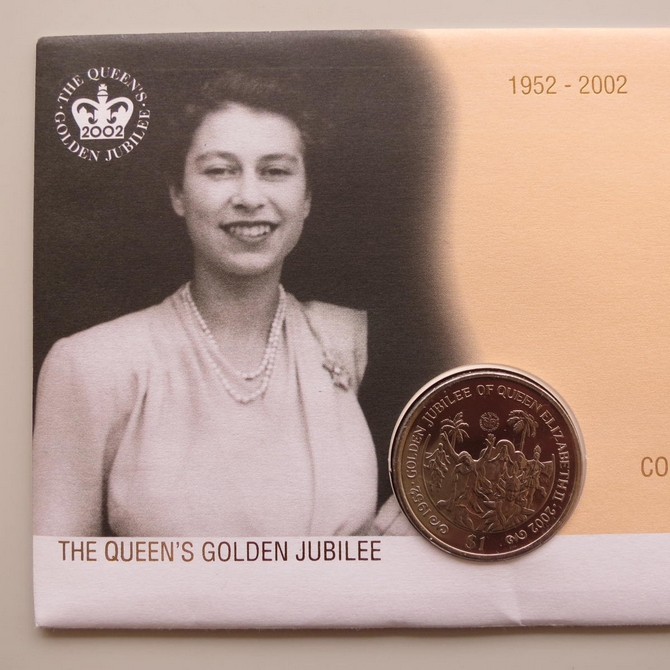 THE QUEEN'S
2002
GOLDEN JUBILEE
1952 - 2002
1952 · GOLDEN JUBILEE OF QUEEN ELIZABETH II · 2002
$1
CO
THE QUEEN'S GOLDEN JUBILEE